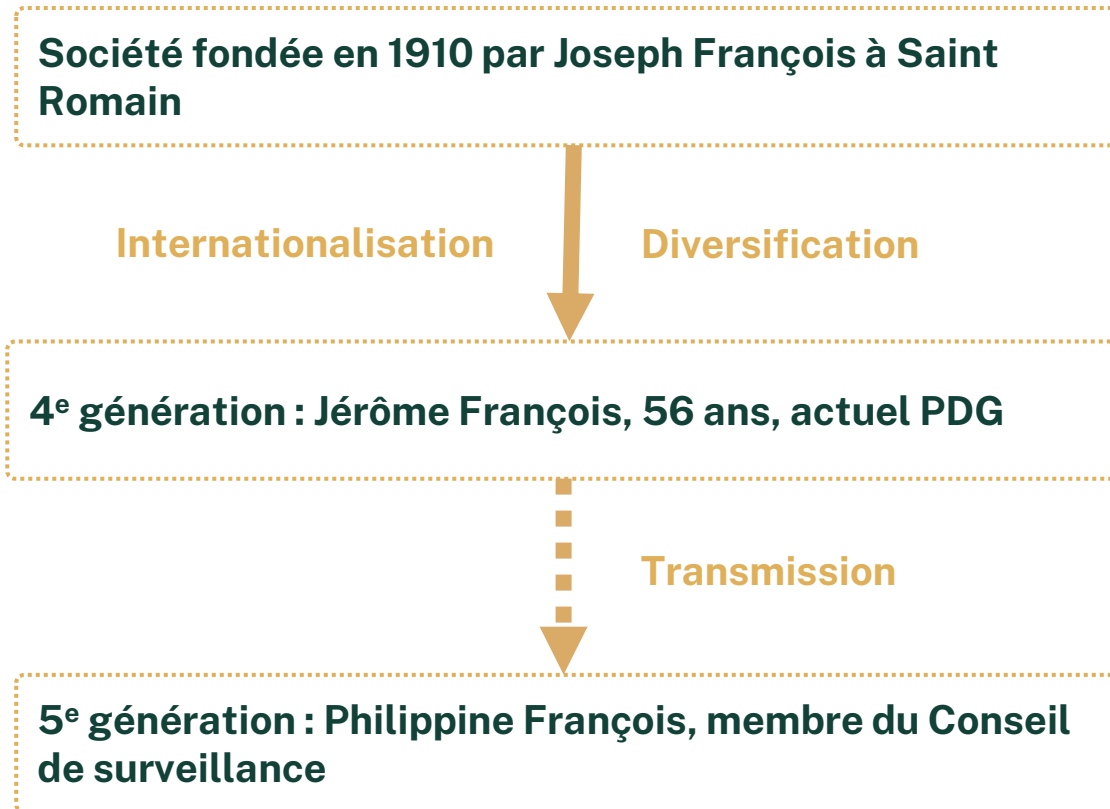 Société fondée en 1910 par Joseph François à Saint
Romain
Internationalisation
Diversification
4ᵉ génération : Jérôme François, 56 ans, actuel PDG
Transmission
5ᵉ génération : Philippine François, membre du Conseil
de surveillance